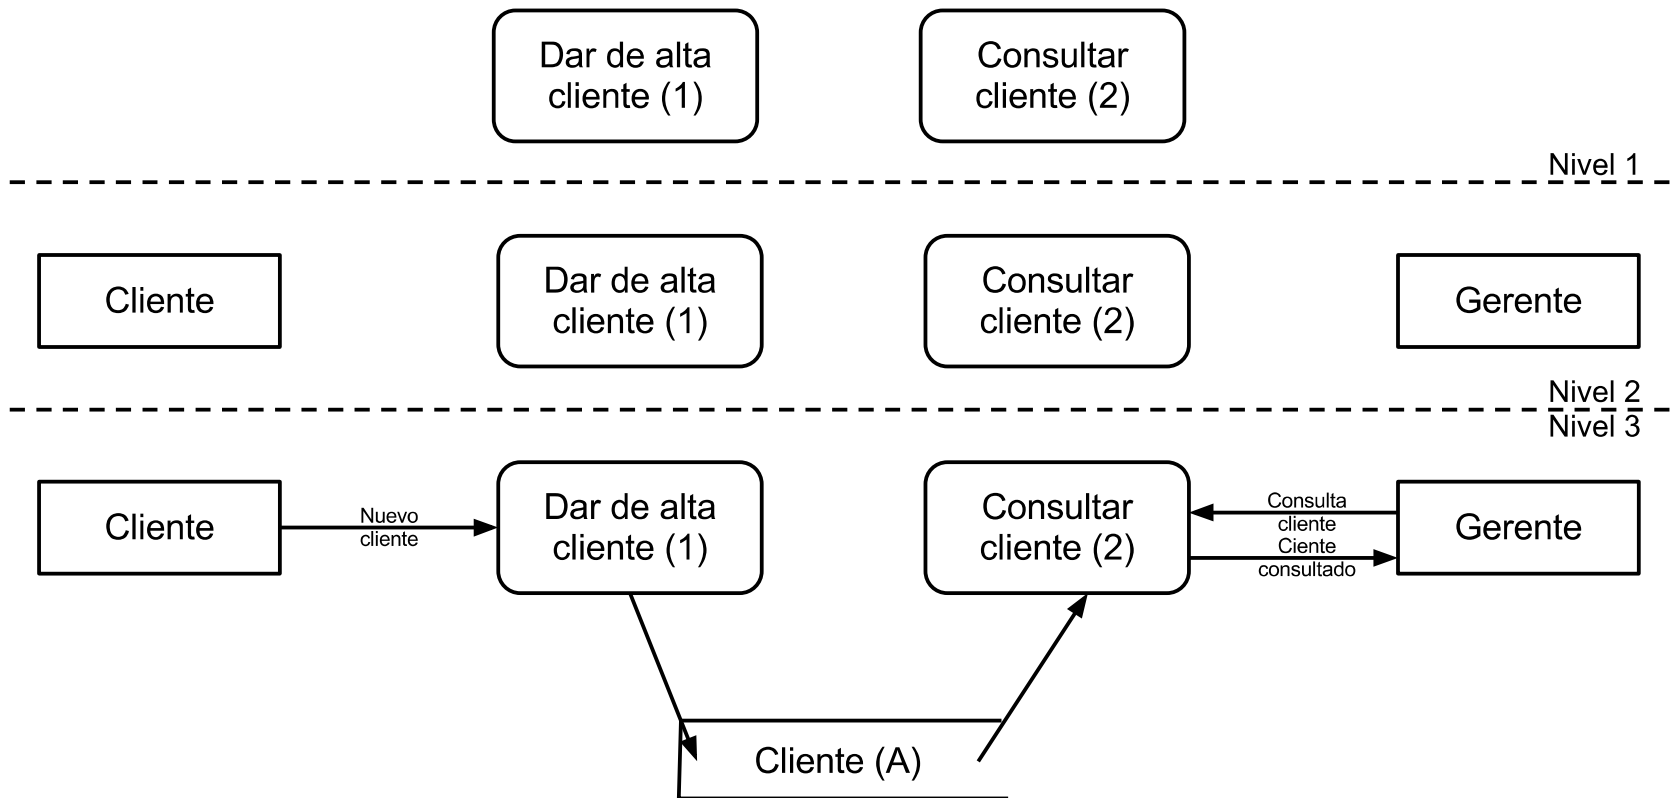 Dar de alta
cliente (1)
Consultar
cliente (2)
Nivel 1
Cliente
Dar de alta
cliente (1)
Consultar
cliente (2)
Gerente
Nivel 2
Nivel 3
Cliente
Nuevo
cliente
Dar de alta
cliente (1)
Consultar
cliente (2)
Consulta
cliente
Ciente
consultado
Gerente
Cliente (A)